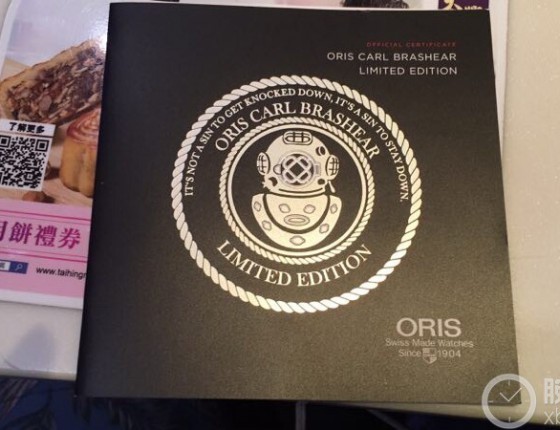 OFFICIAL CERTIFICATE
ORIS CARL BRASHEAR
LIMITED EDITION
IT'S NOT A SIN TO GET KNOCKED DOWN, IT'S A SIN TO STAY DOWN.
ORIS CARL BRASHEAR
LIMITED EDITION
ORIS
Swiss Made Watches
Since 1904
了解更多
餅禮券
www.taihing